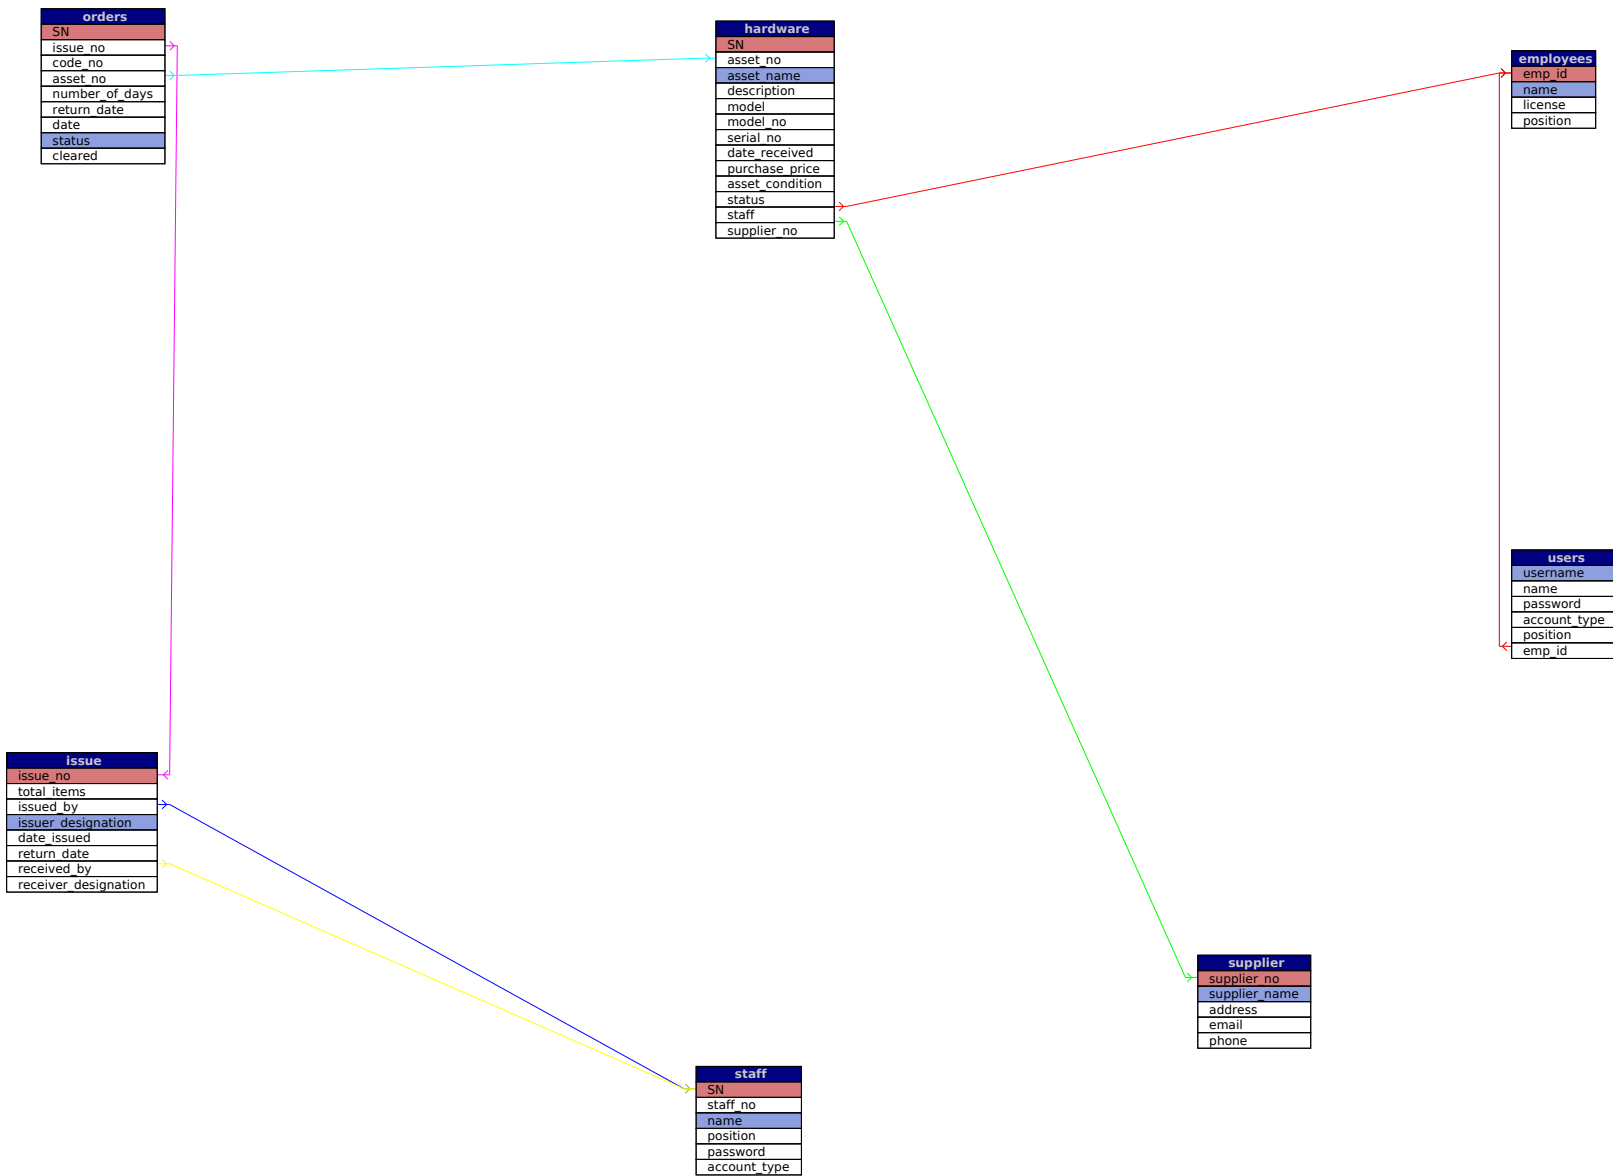 orders
SN
issue_no
code_no
asset_no
number_of_days
return_date
date
status
cleared
hardware
SN
asset_no
asset_name
description
model
model_no
serial_no
date_received
purchase_price
asset_condition
status
staff
supplier_no
employees
emp_id
name
license
position
users
username
name
password
account_type
position
emp_id
issue
issue_no
total_items
issued_by
issuer_designation
date_issued
return_date
received_by
receiver_designation
supplier
supplier_no
supplier_name
address
email
phone
staff
SN
staff_no
name
position
password
account_type